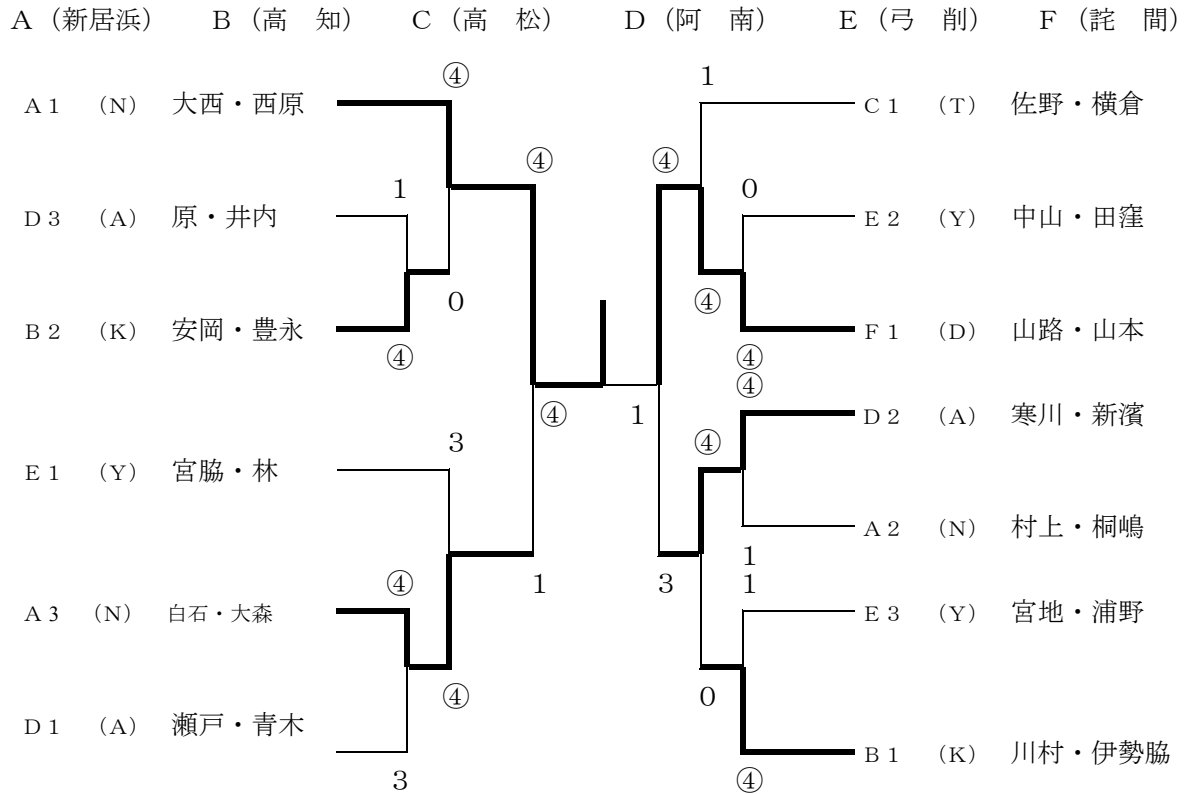 A（新居浜） B（高　知） C（高　松） D（阿　南） E（弓　削） F（詫　間）
④ 1
A1 （N） 大西・西原 C1 （T） 佐野・横倉
④ ④
1 0
D3 （A） 原・井内 E2 （Y） 中山・田窪
0 ④
B2 （K） 安岡・豊永 F1 （D） 山路・山本
④ ④
④
④ 1 D2 （A） 寒川・新濱
3 ④
E1 （Y） 宮脇・林
A2 （N） 村上・桐嶋
1
④ 1 3 1
A3 （N） 白石・大森 E3 （Y） 宮地・浦野
④ 0
D1 （A） 瀬戸・青木
B1 （K） 川村・伊勢脇
3 ④